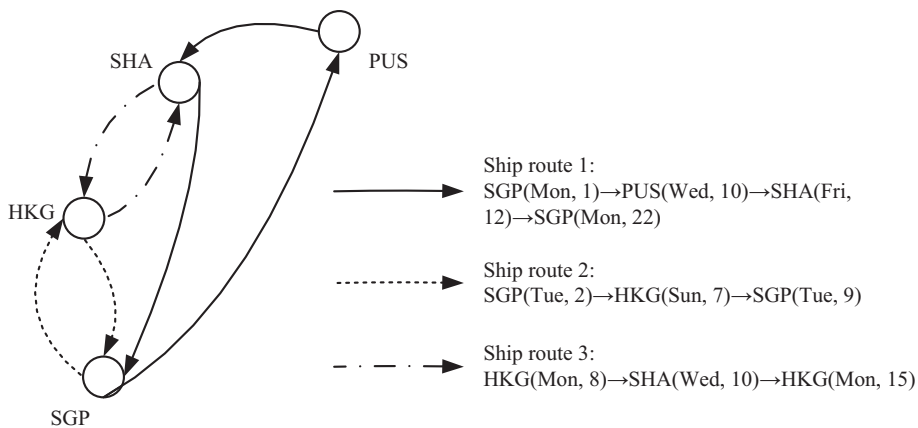 SHA
PUS
HKG
SGP
Ship route 1:
SGP(Mon, 1)→PUS(Wed, 10)→SHA(Fri,
12)→SGP(Mon, 22)
Ship route 2:
SGP(Tue, 2)→HKG(Sun, 7)→SGP(Tue, 9)
Ship route 3:
HKG(Mon, 8)→SHA(Wed, 10)→HKG(Mon, 15)